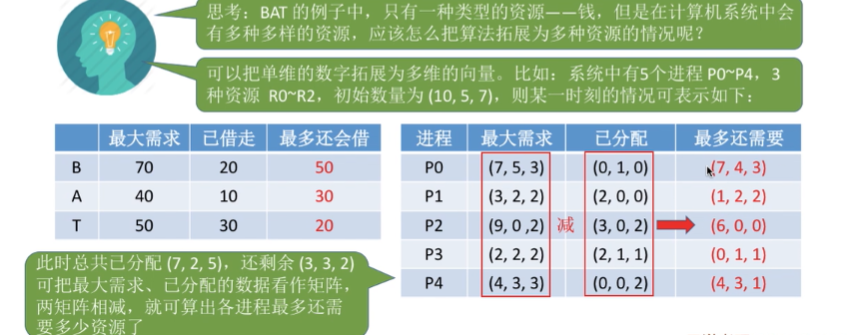 思考：BAT 的例子中，只有一种类型的资源——钱，但是在计算机系统中会
有多种多样的资源，应该怎么把算法拓展为多种资源的情况呢？
可以把单维的数字拓展为多维的向量。比如：系统中有5个进程 P0~P4，3
种资源 R0~R2，初始数量为 (10, 5, 7)，则某一时刻的情况可表示如下：
最大需求 已借走 最多还会借
B 70 20 50
A 40 10 30
T 50 30 20
进程 最大需求 已分配 最多还需要
P0 (7, 5, 3) (0, 1, 0) (7, 4, 3)
P1 (3, 2, 2) (2, 0, 0) (1, 2, 2)
P2 (9, 0 ,2) 减 (3, 0, 2) (6, 0, 0)
P3 (2, 2, 2) (2, 1, 1) (0, 1, 1)
P4 (4, 3, 3) (0, 0, 2) (4, 3, 1)
此时总共已分配 (7, 2, 5)，还剩余 (3, 3, 2)
可把最大需求、已分配的数据看作矩阵，
两矩阵相减，就可算出各进程最多还需
要多少资源了